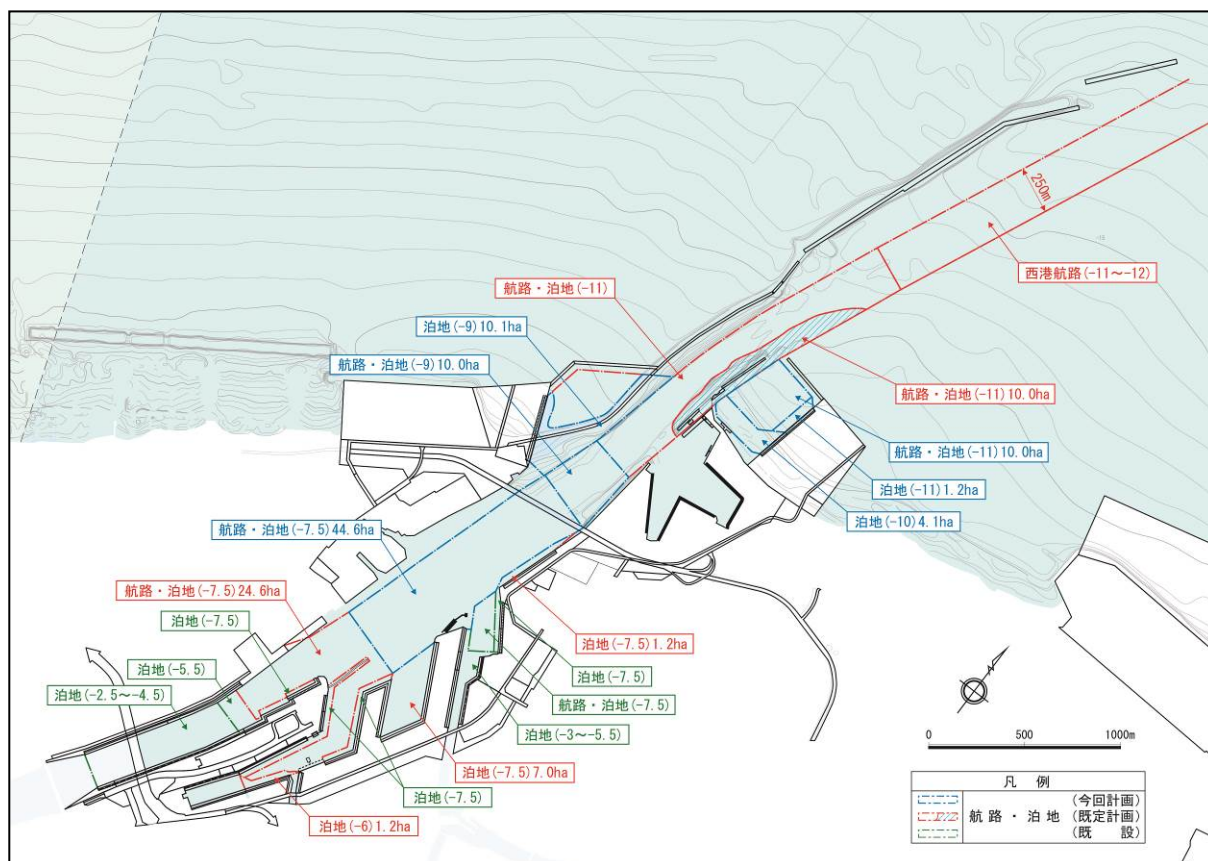 250m
-15
西港航路(-11～-12)
航路・泊地(-11)
泊地(-9)10.1ha
航路・泊地(-9)10.0ha
航路・泊地(-11)10.0ha
航路・泊地(-11)10.0ha
泊地(-11)1.2ha
泊地(-10)4.1ha
航路・泊地(-7.5)44.6ha
航路・泊地(-7.5)24.6ha
泊地(-7.5)
泊地(-5.5)
泊地(-2.5～-4.5)
泊地(-7.5)1.2ha
泊地(-7.5)
航路・泊地(-7.5)
泊地(-3～-5.5)
泊地(-7.5)7.0ha
泊地(-7.5)
泊地(-6)1.2ha
0 500 1000m
凡 例
(今回計画)
航路・泊地 (既定計画)
(既 設)